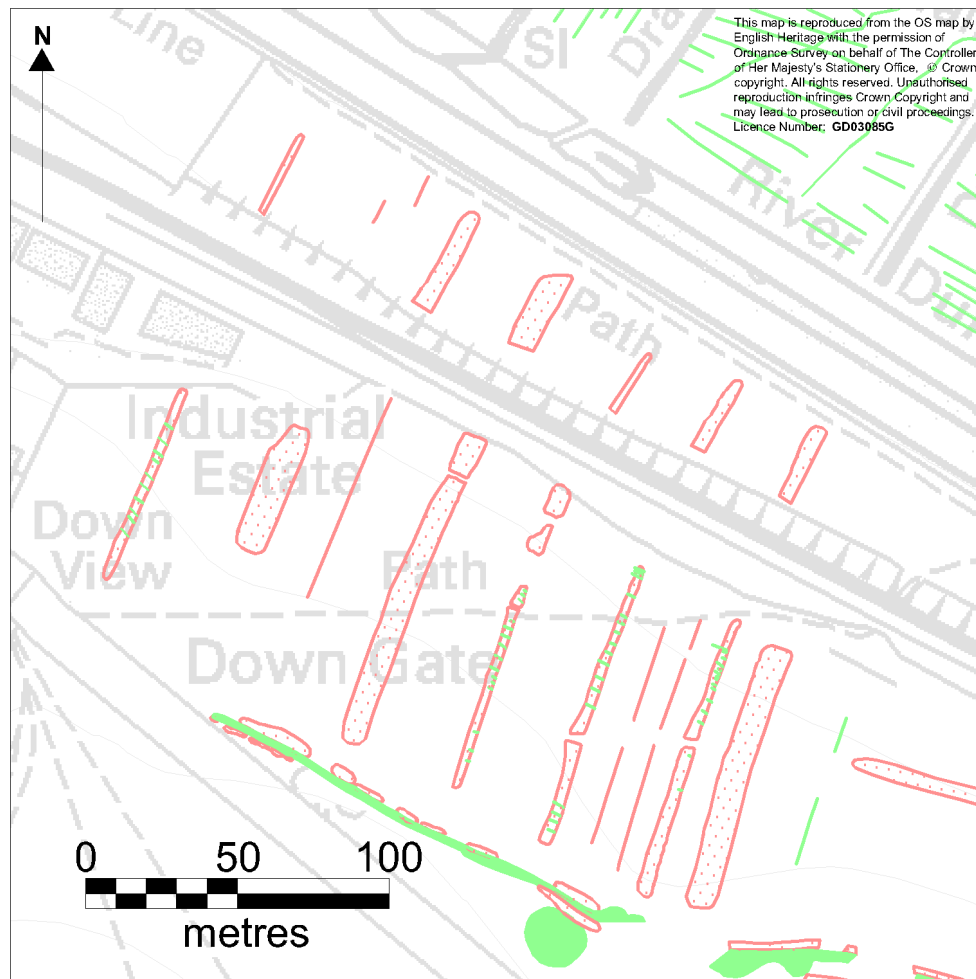 This map is reproduced from the OS map by
English Heritage with the permission of
Ordnance Survey on behalf of The Controller
of Her Majesty's Stationery Office, © Crown
copyright. All rights reserved. Unauthorised
reproduction infringes Crown Copyright and
may lead to prosecution or civil proceedings.
Licence Number: GD03085G
N
Line
River
Path
Industrial
Estate
Down
View
Path
Down Gate
0 50 100
metres